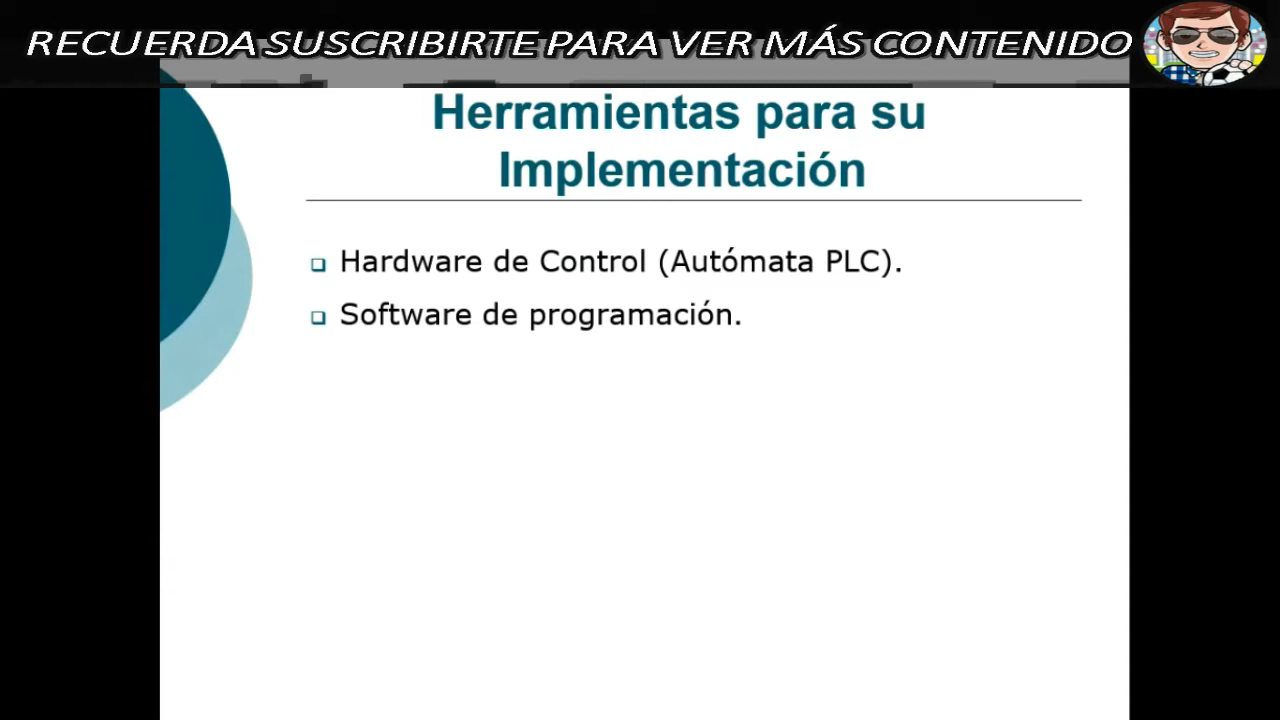 RECUERDA SUSCRIBIRTE PARA VER MÁS CONTENIDO
Herramientas para su
Implementación
Hardware de Control (Autómata PLC).
Software de programación.